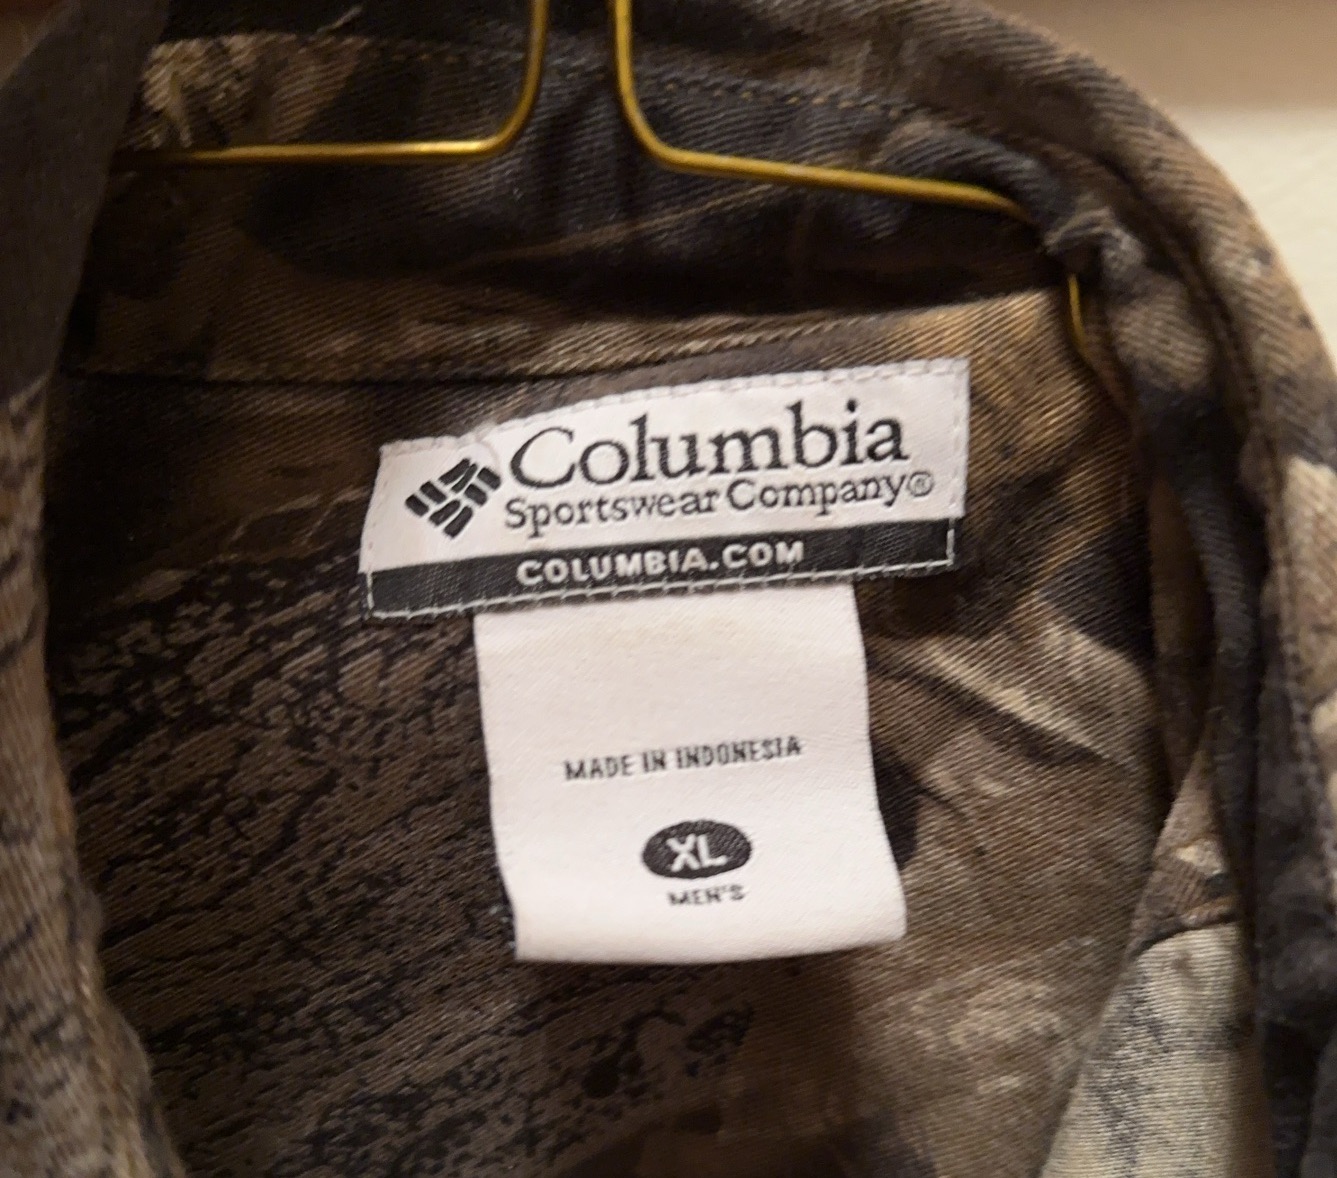 Columbia
Sportswear Company®
COLUMBIA.COM
MADE IN INDONESIA
XL
MEN'S